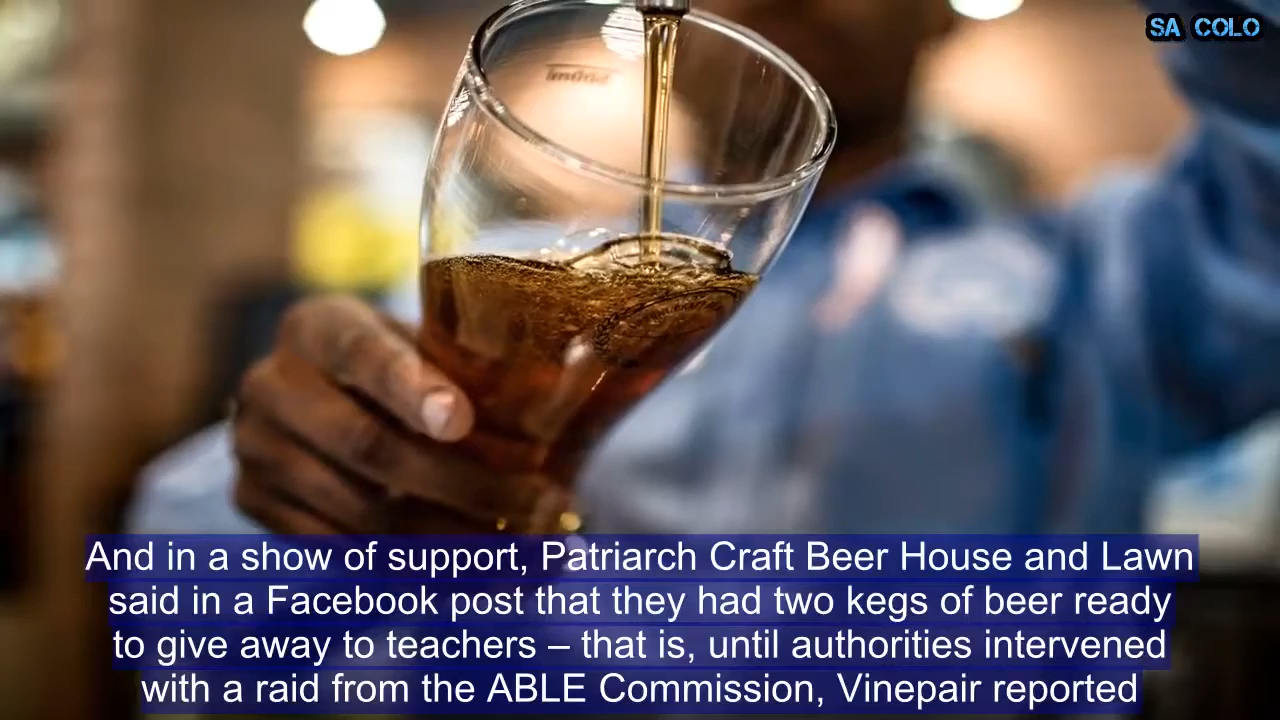 SA COLO
And in a show of support, Patriarch Craft Beer House and Lawn
said in a Facebook post that they had two kegs of beer ready
to give away to teachers – that is, until authorities intervened
with a raid from the ABLE Commission, Vinepair reported